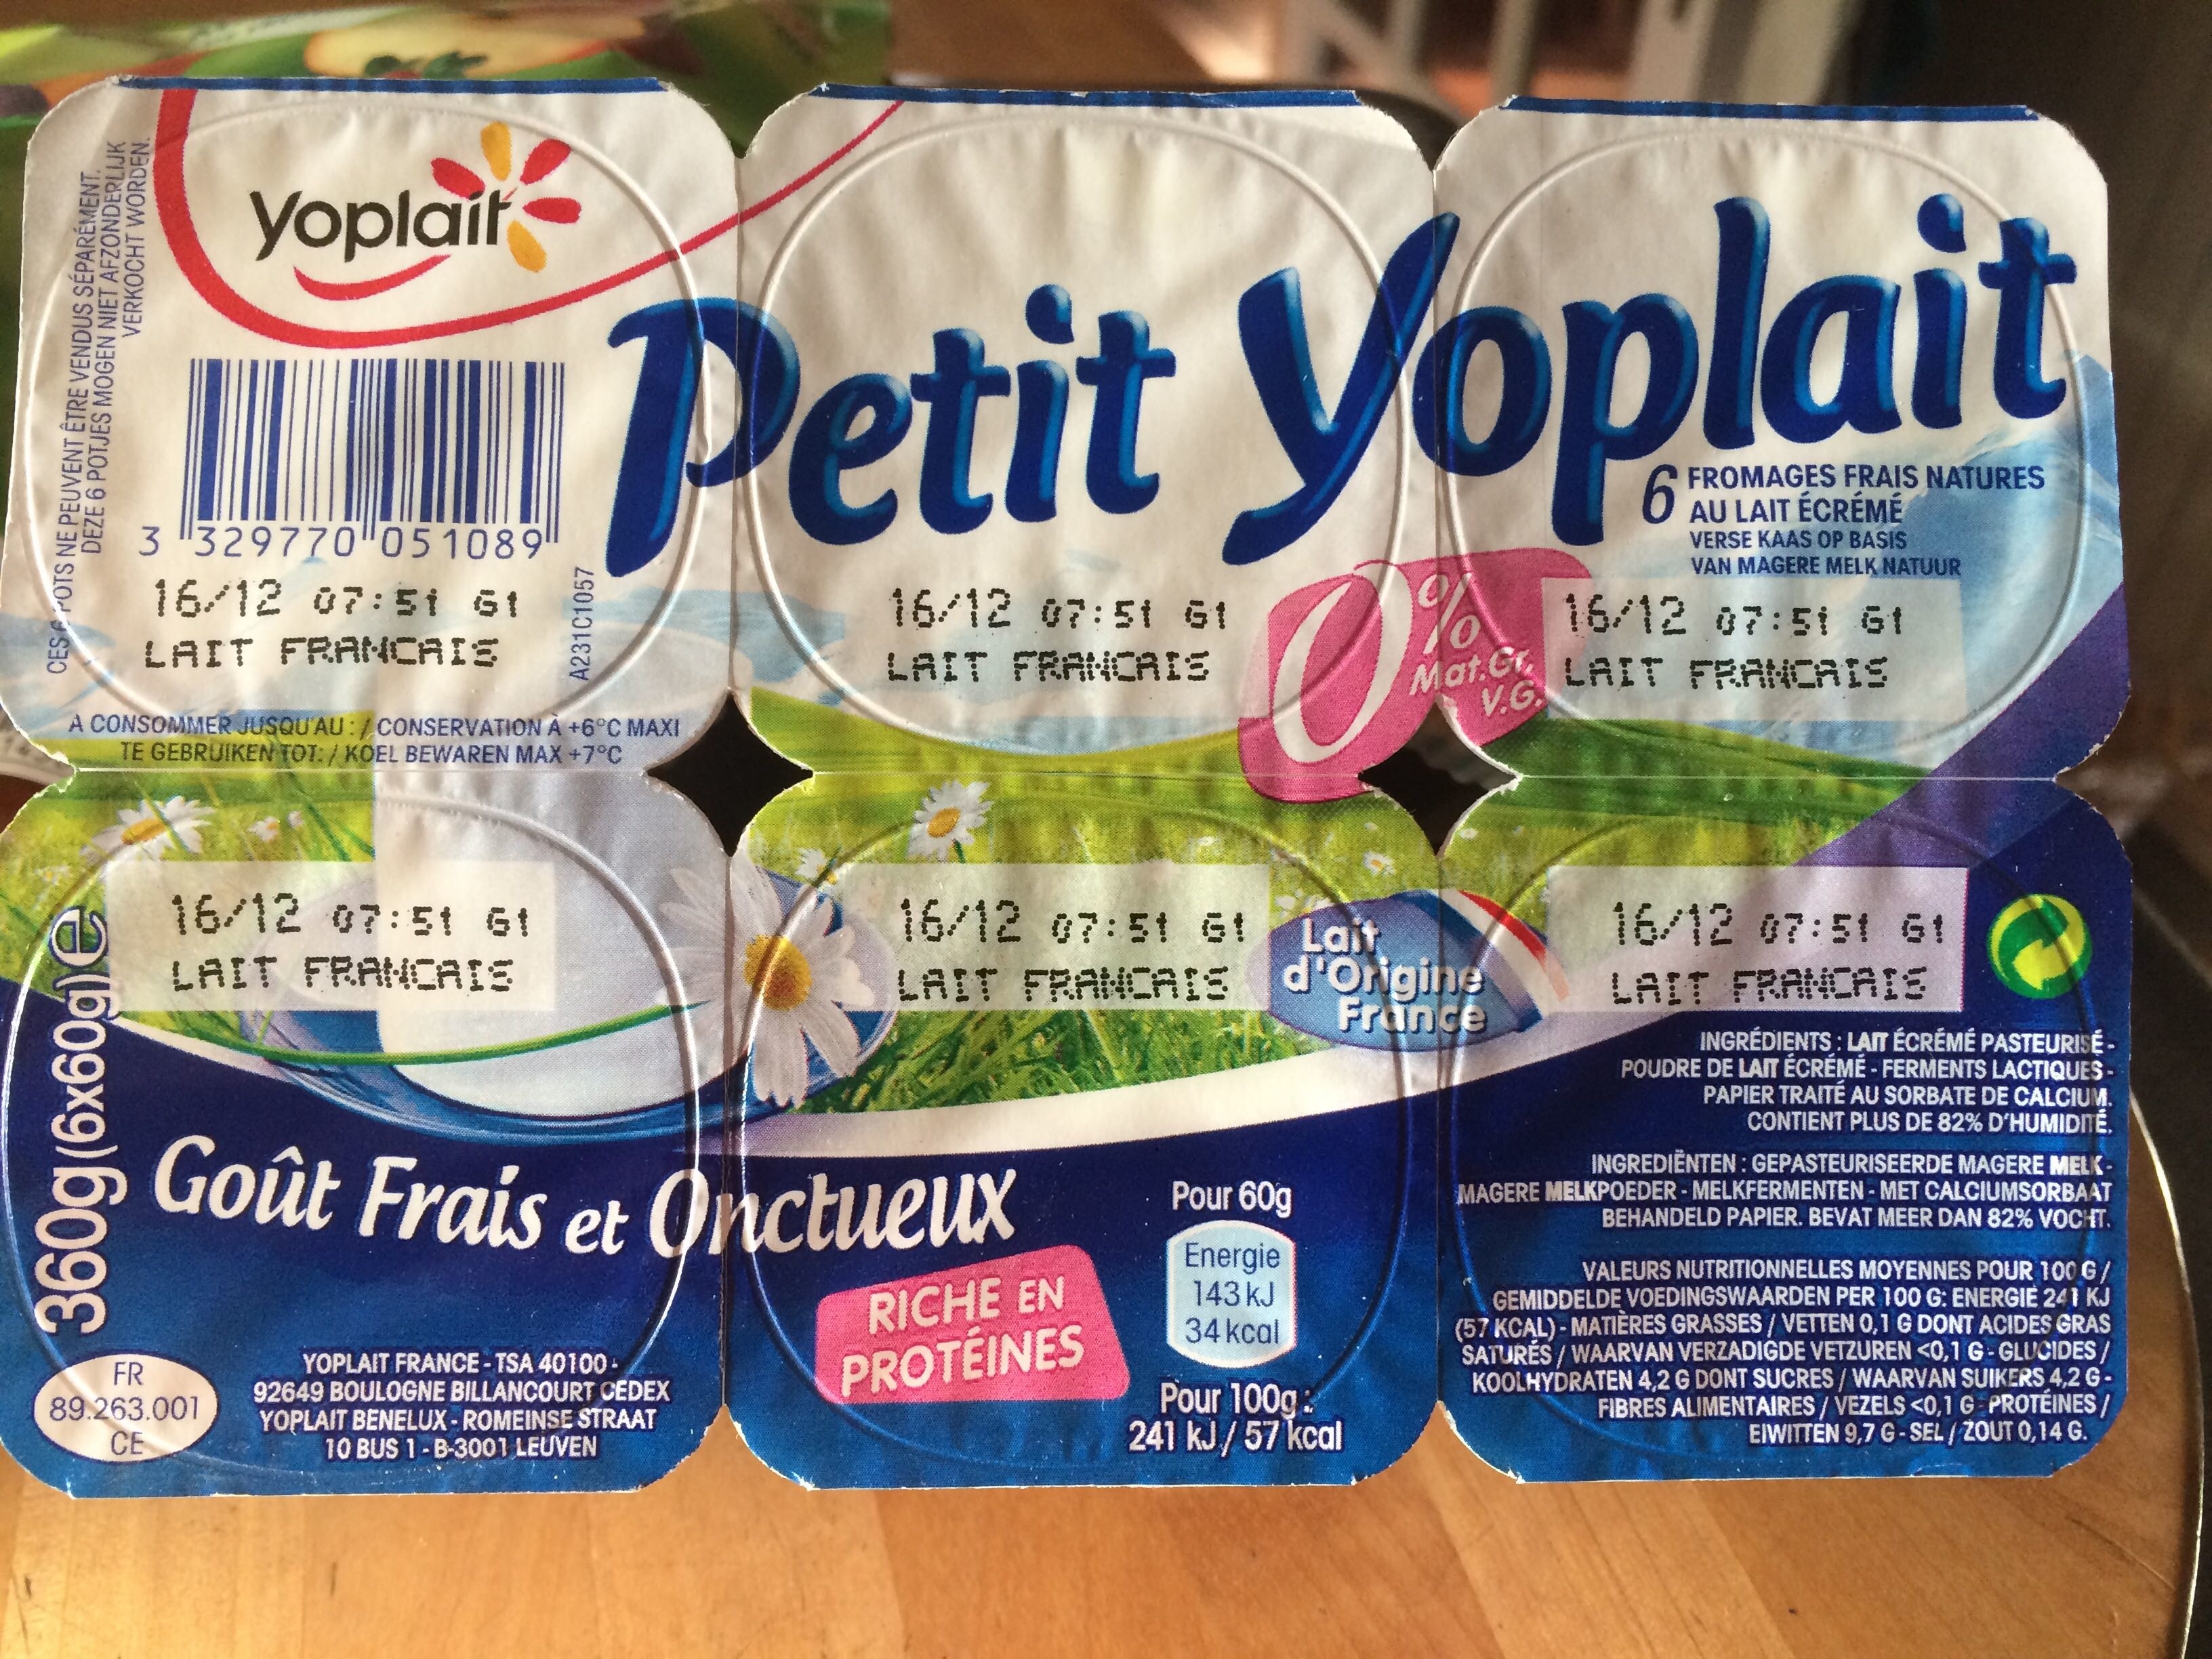 CES 6 POTS NE PEUVENT ÊTRE VENDUS SÉPARÉMENT.
DEZE 6 POTJES MOGEN NIET AFZONDERLIJK
VERKOCHT WORDEN.
yoplait
Petit Yoplait
6 FROMAGES FRAIS NATURES
AU LAIT ÉCRÉMÉ
VERSE KAAS OP BASIS
VAN MAGERE MELK NATUUR
3 329770 051089
A231C1057
16/12 07:51 G1
LAIT FRANCAIS
16/12 07:51 G1
LAIT FRANCAIS
0%
Mat.Gr.
V.G.
16/12 07:51 G1
LAIT FRANCAIS
A CONSOMMER JUSQU'AU : / CONSERVATION À +6°C MAXI
TE GEBRUIKEN TOT: / KOEL BEWAREN MAX +7°C
16/12 07:51 G1
LAIT FRANCAIS
16/12 07:51 G1
LAIT FRANCAIS
Lait
d'Origine
France
16/12 07:51 G1
LAIT FRANCAIS
360g(6x60g)e
Goût Frais et Onctueux
RICHE EN
PROTÉINES
Pour 60g
Energie
143 kJ
34 kcal
Pour 100g :
241 kJ / 57 kcal
FR
89.263.001
CE
YOPLAIT FRANCE - TSA 40100 -
92649 BOULOGNE BILLANCOURT CEDEX
YOPLAIT BENELUX - ROMEINSE STRAAT
10 BUS 1 - B-3001 LEUVEN
INGRÉDIENTS : LAIT ÉCRÉMÉ PASTEURISÉ -
POUDRE DE LAIT ÉCRÉMÉ - FERMENTS LACTIQUES -
PAPIER TRAITÉ AU SORBATE DE CALCIUM.
CONTIENT PLUS DE 82% D'HUMIDITÉ.
INGREDIËNTEN : GEPASTEURISEERDE MAGERE MELK -
MAGERE MELKPOEDER - MELKFERMENTEN - MET CALCIUMSORBAAT
BEHANDELD PAPIER. BEVAT MEER DAN 82% VOCHT.
VALEURS NUTRITIONNELLES MOYENNES POUR 100 G /
GEMIDDELDE VOEDINGSWAARDEN PER 100 G: ENERGIE 241 KJ
(57 KCAL) - MATIÈRES GRASSES / VETTEN 0,1 G DONT ACIDES GRAS
SATURÉS / WAARVAN VERZADIGDE VETZUREN <0,1 G - GLUCIDES /
KOOLHYDRATEN 4,2 G DONT SUCRES / WAARVAN SUIKERS 4,2 G -
FIBRES ALIMENTAIRES / VEZELS <0,1 G - PROTÉINES /
EIWITTEN 9,7 G - SEL / ZOUT 0,14 G.